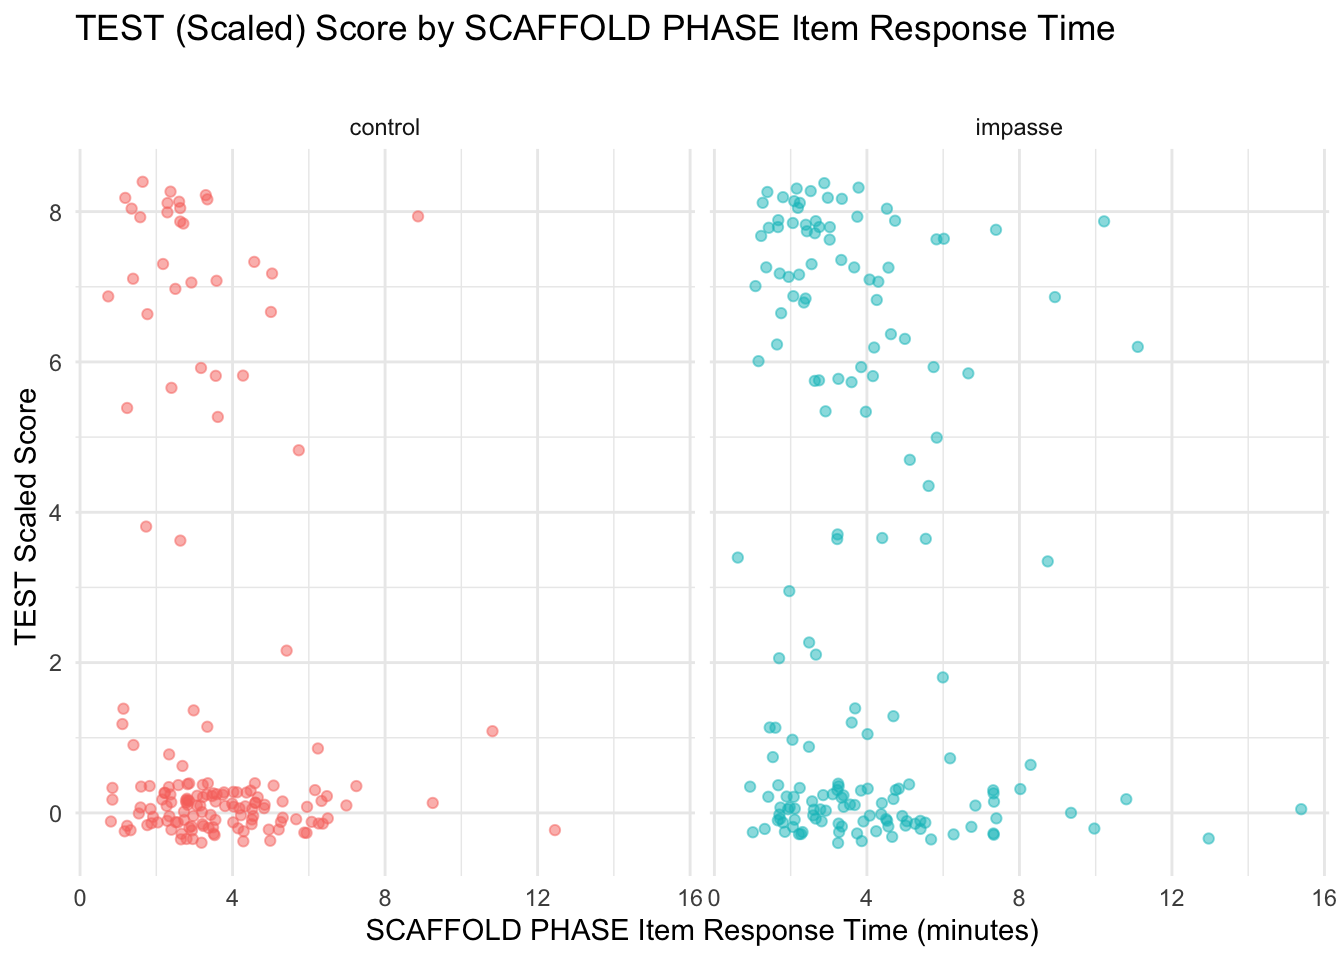 TEST (Scaled) Score by SCAFFOLD PHASE Item Response Time
control
impasse
TEST Scaled Score
8
6
4
2
0
0 4 8 12 16
0 4 8 12 16
SCAFFOLD PHASE Item Response Time (minutes)